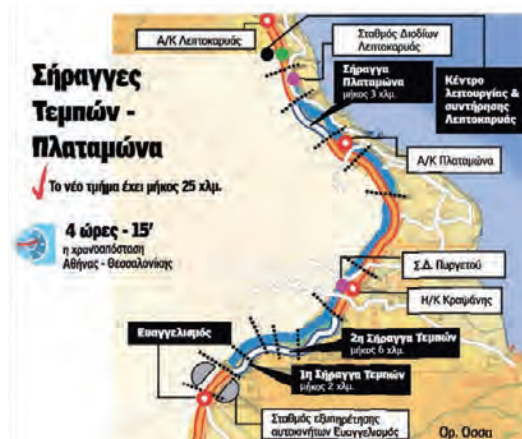 Α/Κ Λεπτοκαρυάς
Σταθμός Διοδίων
Λεπτοκαρυάς
Σήραγγες
Τεμπών -
Πλαταμώνα
Το νέο τμήμα έχει μήκος 25 χλμ.
4 ώρες - 15'
η χρονοαπόσταση
Αθήνας - Θεσσαλονίκης
Σήραγγα
Πλαταμώνα
μήκος 3 χλμ.
Κέντρο
λειτουργίας &
συντήρησης
Λεπτοκαρυάς
Α/Κ Πλαταμώνα
Σ.Δ. Πυργετού
Η/Κ Κραψάνης
Ευαγγελισμός
2η Σήραγγα Τεμπών
μήκος 6 χλμ.
1η Σήραγγα Τεμπών
μήκος 2 χλμ.
Σταθμός εξυπηρέτησης
αυτοκινήτων Ευαγγελισμός
Ορ. Όσσα